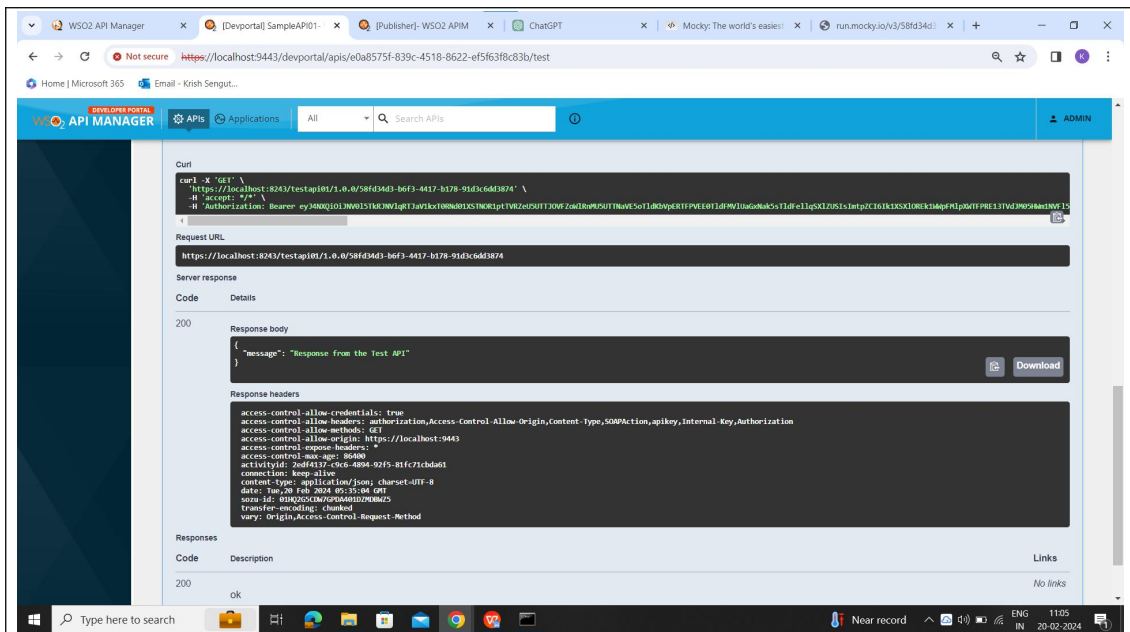 WSO2 API Manager
[Devportal] SampleAPI01-
[Publisher]- WSO2 APIM
ChatGPT
Mocky: The world's easiest
run.mocky.io/v3/58fd34d3
Not secure https://localhost:9443/devportal/apis/e0a8575f-839c-4518-8622-ef5f63f8c83b/test
K
Home | Microsoft 365
Email - Krish Sengut...
DEVELOPER PORTAL
WSO2 API MANAGER
APIs
Applications
All
Search APIs
ADMIN
Curl
curl -X 'GET' \
'https://localhost:8243/testapi01/1.0.0/58fd34d3-b6f3-4417-b178-91d3c6dd3874' \
-H 'accept: */*' \
-H 'Authorization: Bearer
Request URL
https://localhost:8243/testapi01/1.0.0/58fd34d3-b6f3-4417-b178-91d3c6dd3874
Server response
Code Details
200
Response body
{
"message": "Response from the Test API"
}
Download
Response headers
access-control-allow-credentials: true
access-control-allow-headers: authorization,Access-Control-Allow-Origin,Content-Type,SOAPAction,apikey,Internal-Key,Authorization
access-control-allow-methods: GET
access-control-allow-origin: https://localhost:9443
access-control-expose-headers: *
access-control-max-age: 86400
activityid: 2edf4137-c9c6-4894-92f5-81fc71cbda61
connection: keep-alive
content-type: application/json; charset=UTF-8
date: Tue,20 Feb 2024 05:35:04 GMT
sozu-id: 01HQ2G5CDW7GPDA401DZMDBWZ5
transfer-encoding: chunked
vary: Origin,Access-Control-Request-Method
Responses
Code Description Links
200 No links
ok
Type here to search
Near record
ENG
IN
11:05
20-02-2024
1